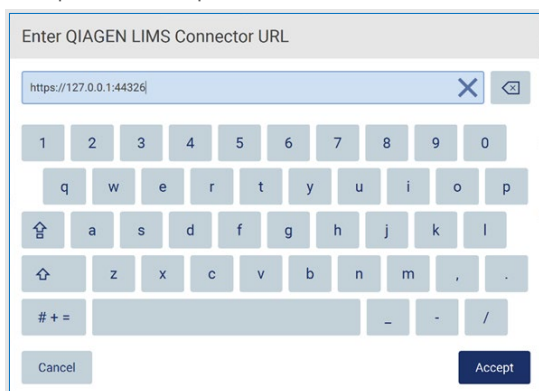 Enter QIAGEN LIMS Connector URL
https://127.0.0.1:44326
1 2 3 4 5 6 7 8 9 0
q w e r t y u i o p
a s d f g h j k l
z x c v b n m , .
# + = _ - /
Cancel Accept